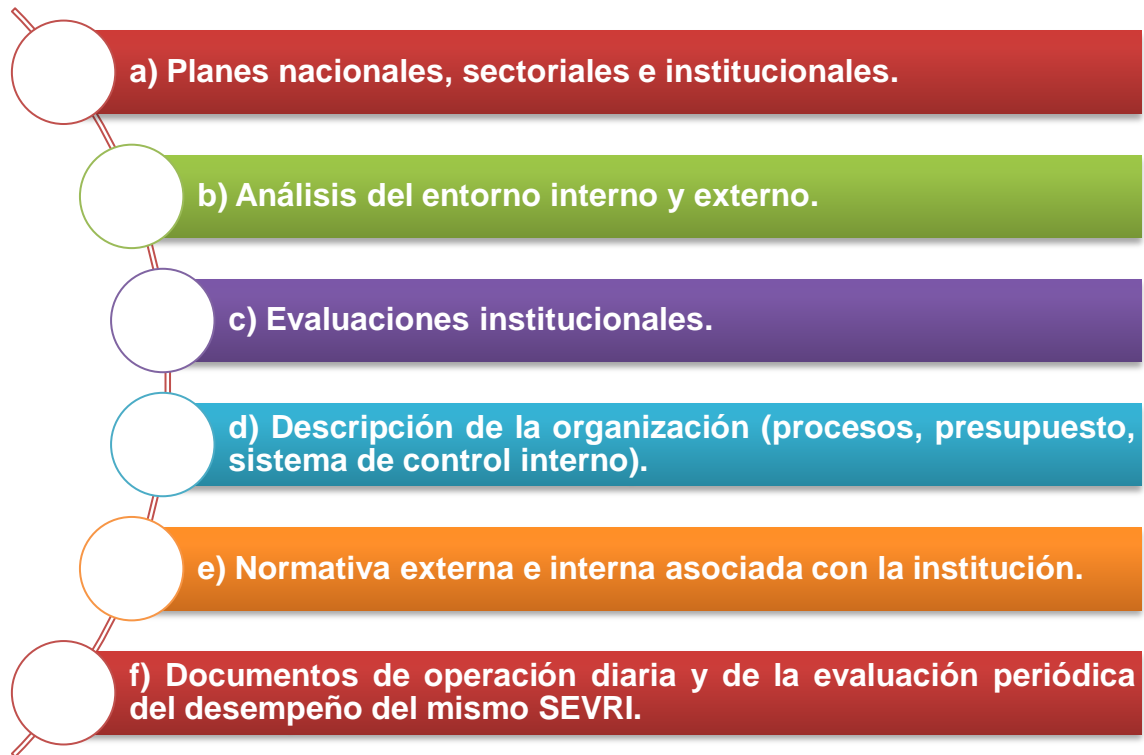 a) Planes nacionales, sectoriales e institucionales.
b) Análisis del entorno interno y externo.
c) Evaluaciones institucionales.
d) Descripción de la organización (procesos, presupuesto,
sistema de control interno).
e) Normativa externa e interna asociada con la institución.
f) Documentos de operación diaria y de la evaluación periódica
del desempeño del mismo SEVRI.